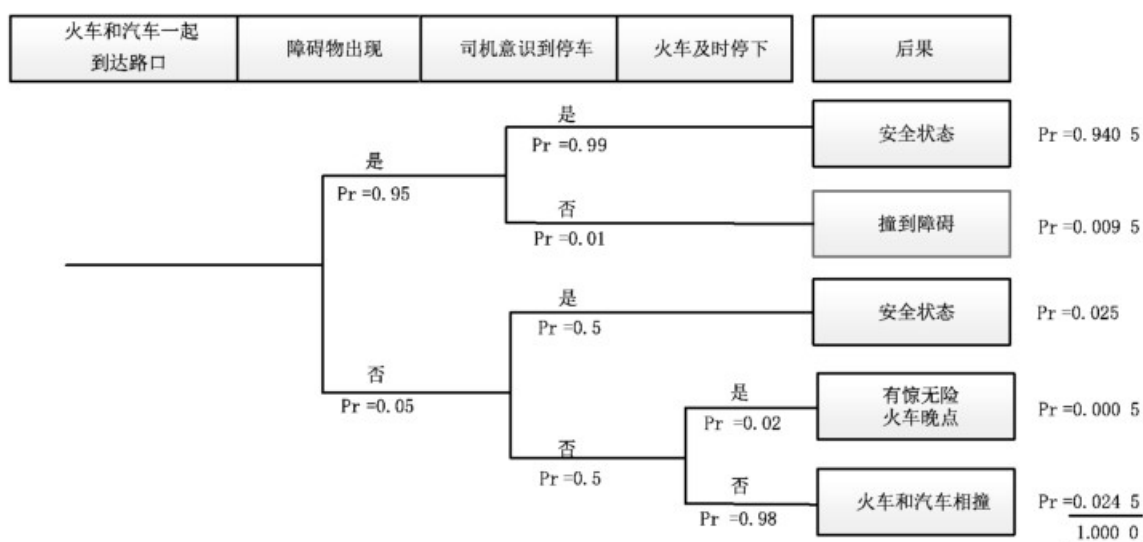 火车和汽车一起
到达路口
障碍物出现
司机意识到停车
火车及时停下
后果
是
Pr =0.99
安全状态
Pr=0.940 5
是
Pr =0.95
否
Pr =0.01
撞到障碍
Pr=0.009 5
是
Pr=0.5
安全状态
Pr=0.025
否
Pr =0.05
是
Pr =0.02
有惊无险
火车晚点
Pr=0.000 5
否
Pr=0.5
否
Pr =0.98
火车和汽车相撞
Pr=0.024 5
1.000 0